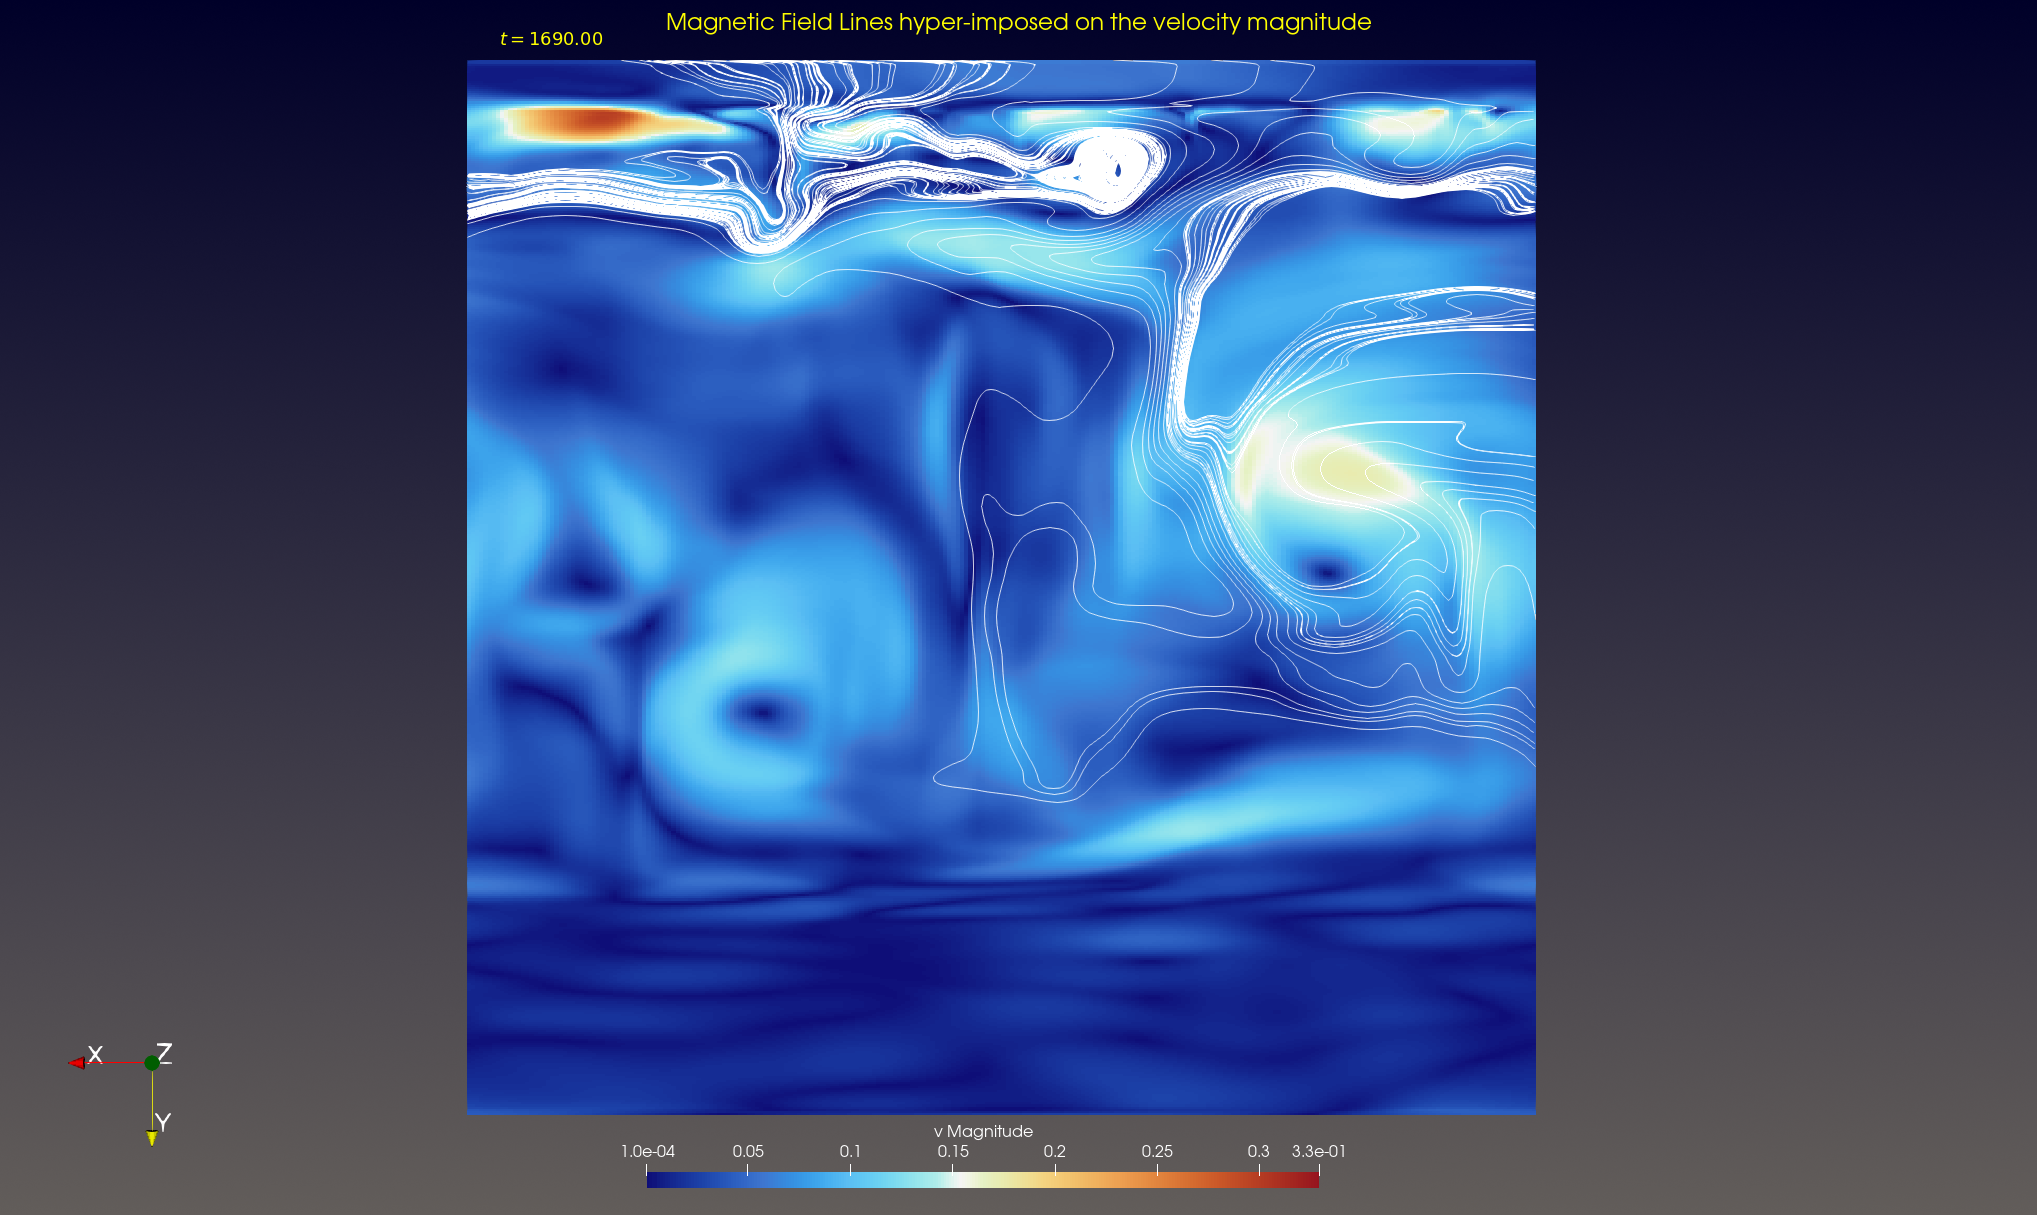 Magnetic Field Lines hyper-imposed on the velocity magnitude
t = 1690.00
X
Z
Y
v Magnitude
1.0e-04 0.05 0.1 0.15 0.2 0.25 0.3 3.3e-01